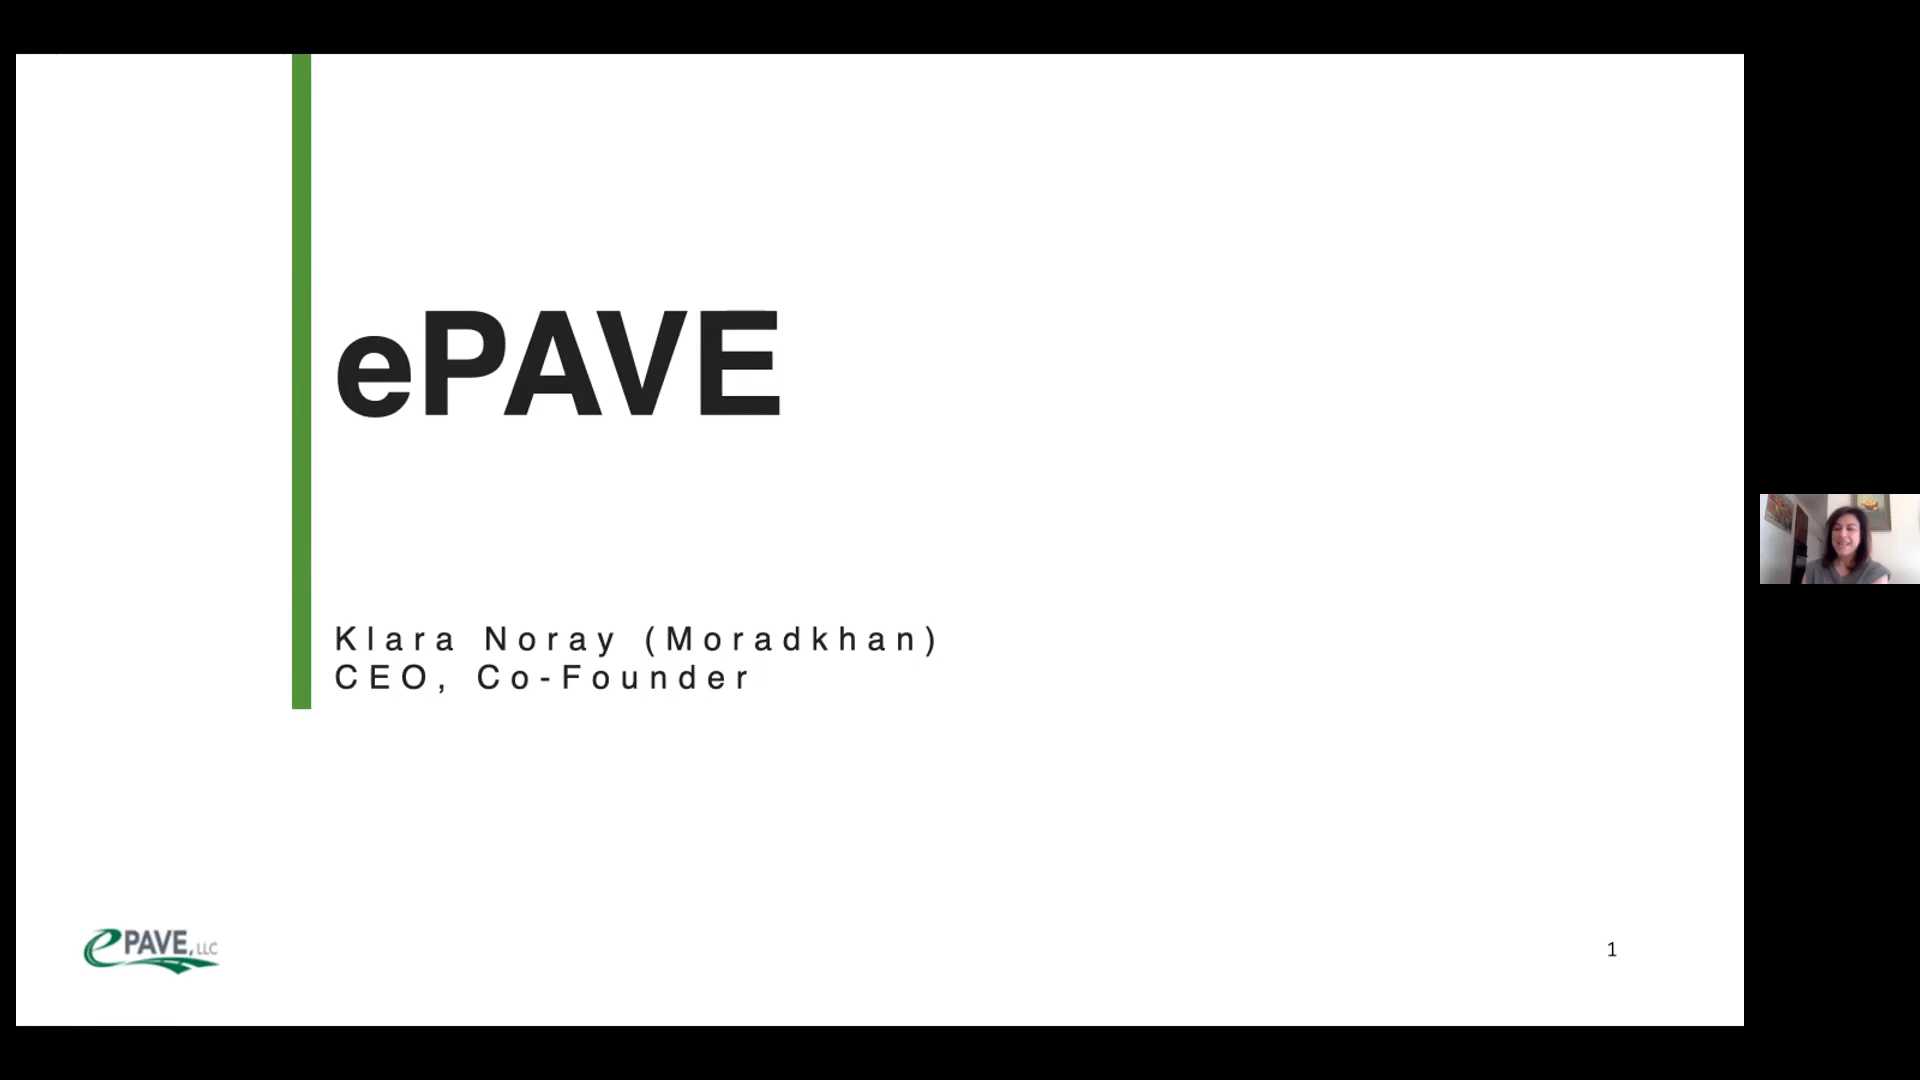 ePAVE
Klara Noray (Moradkhan)
CEO, Co-Founder
ePAVE, LLC
1